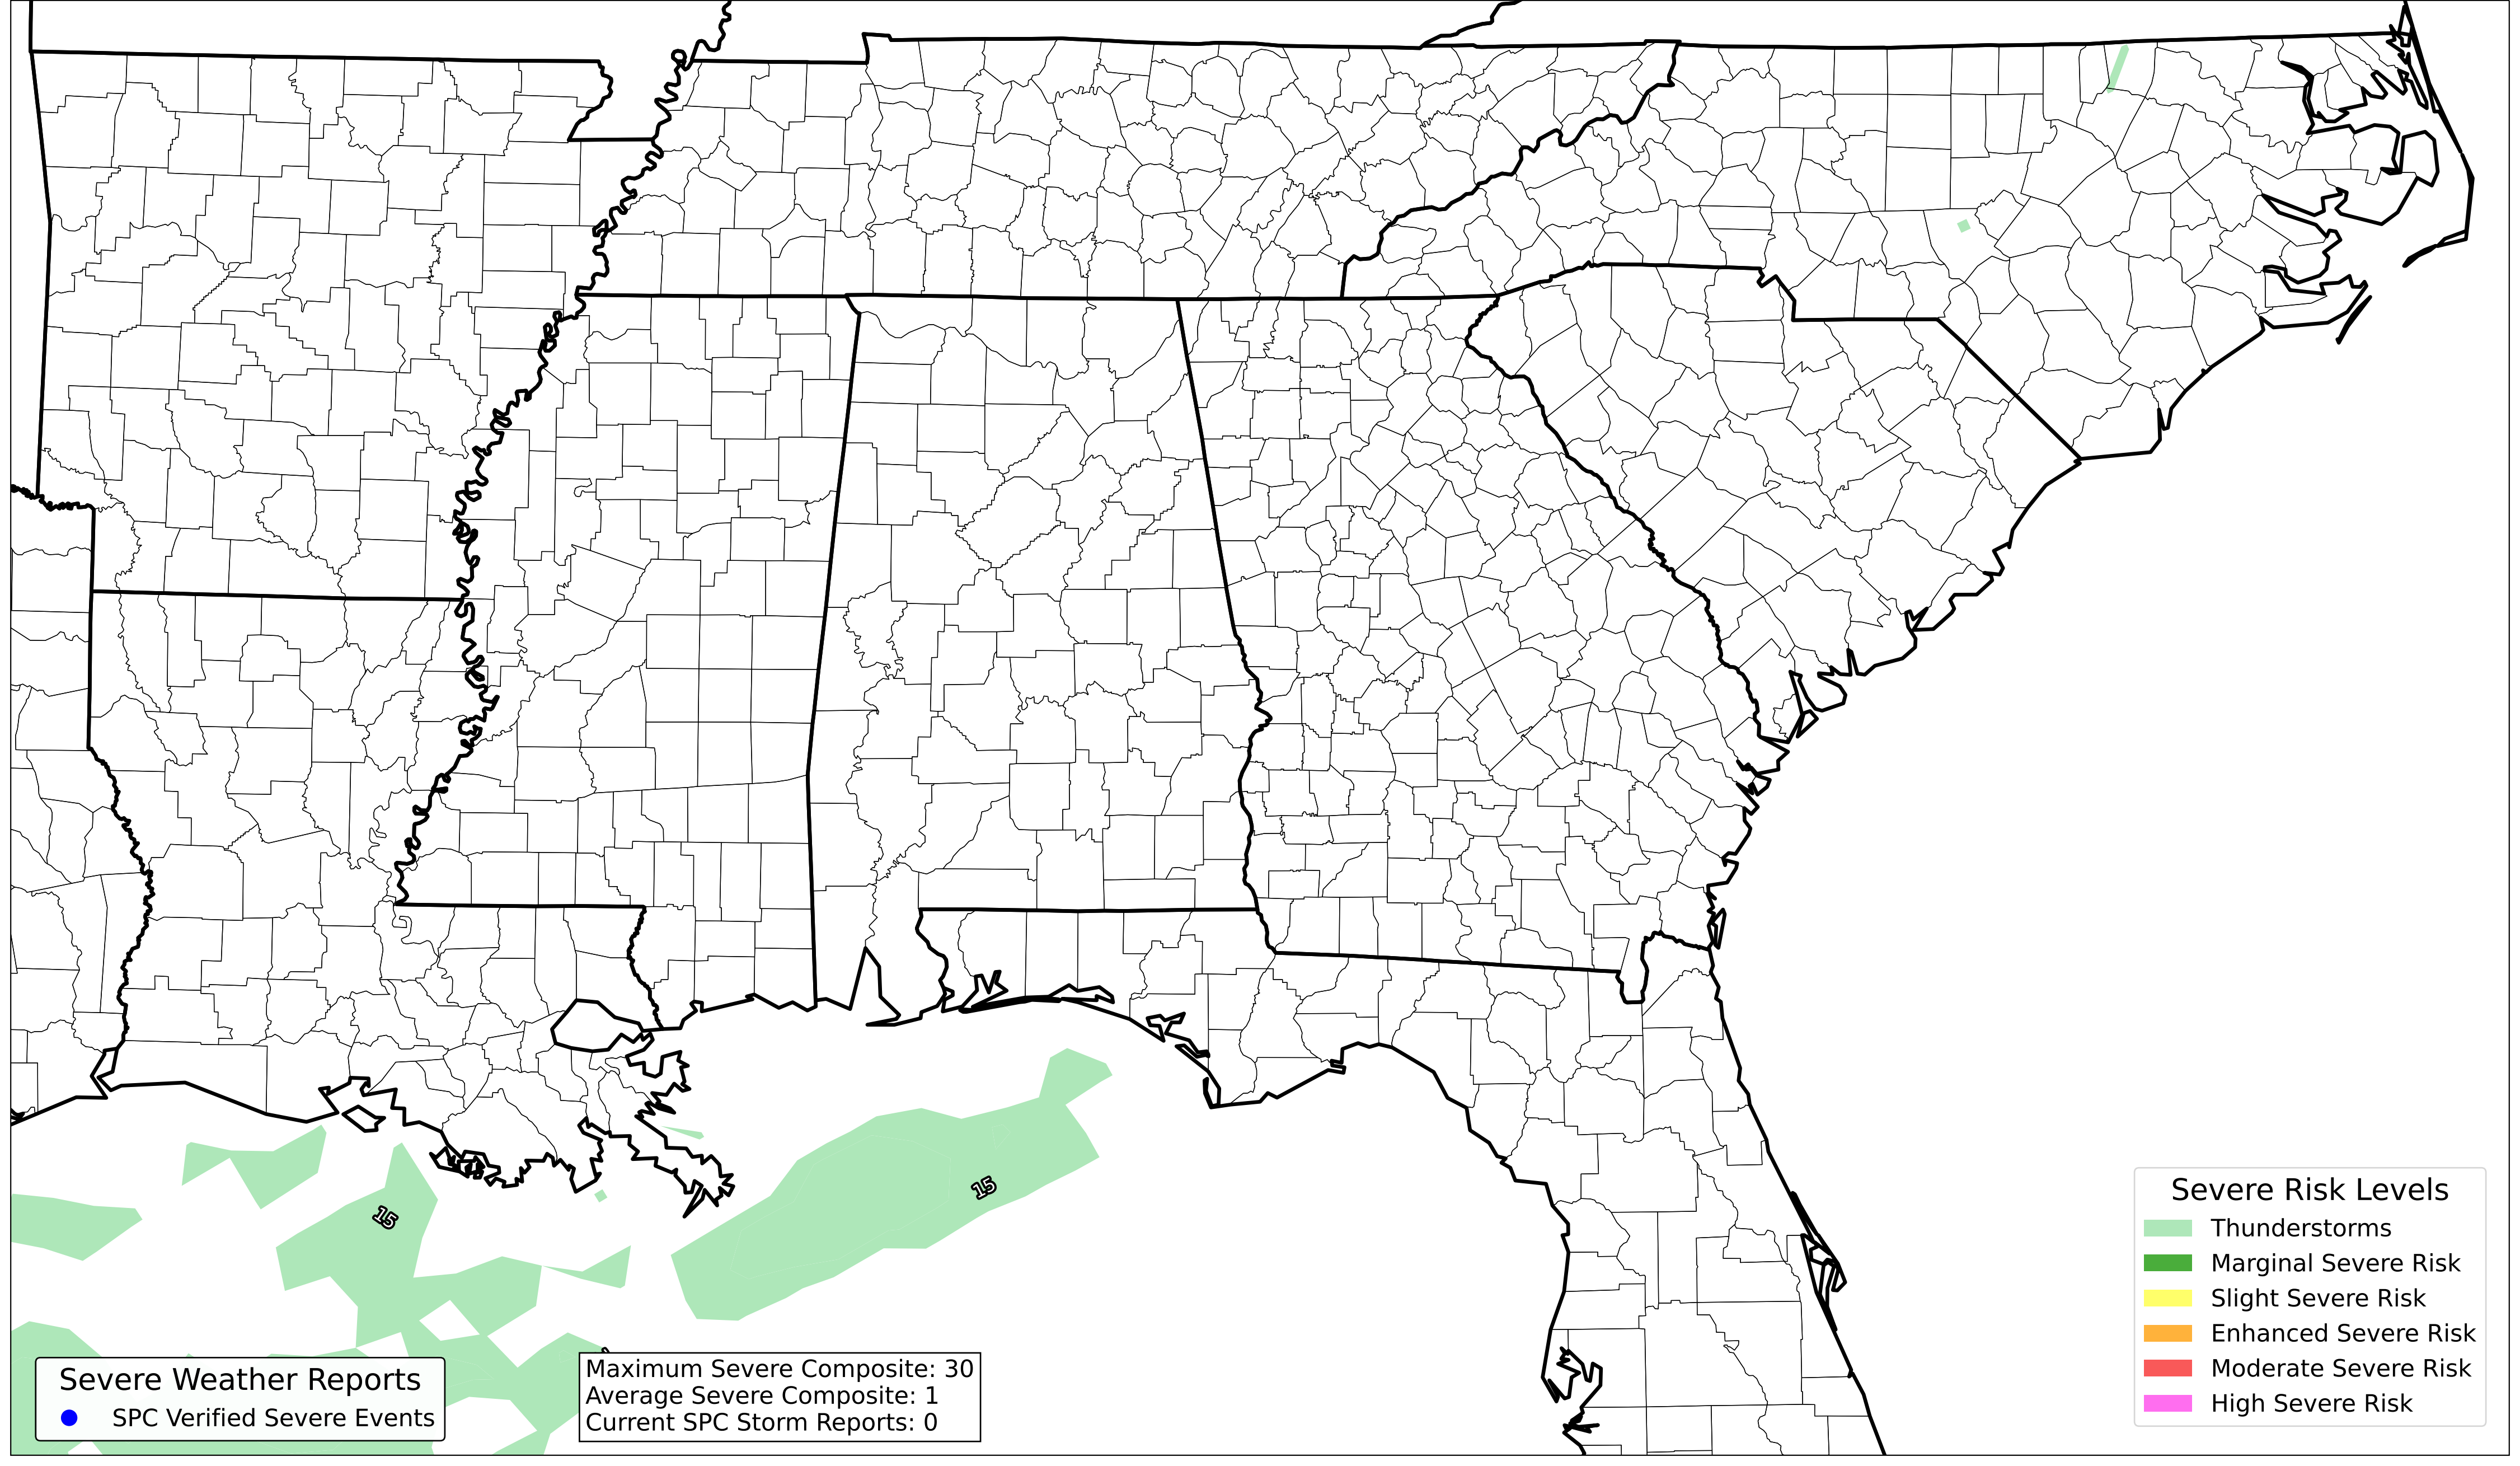 15
15
Severe Weather Reports
SPC Verified Severe Events
Maximum Severe Composite: 30
Average Severe Composite: 1
Current SPC Storm Reports: 0
Severe Risk Levels
Thunderstorms
Marginal Severe Risk
Slight Severe Risk
Enhanced Severe Risk
Moderate Severe Risk
High Severe Risk